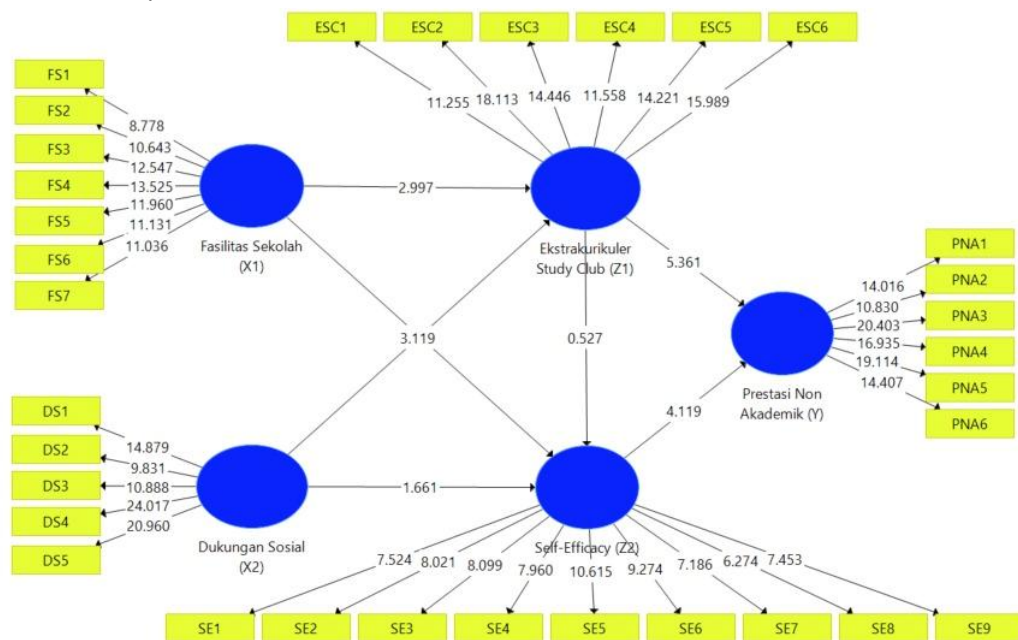 ESC1 ESC2 ESC3 ESC4 ESC5 ESC6
FS1
FS2
FS3
FS4
FS5
FS6
FS7
8.778
10.643
12.547
13.525
11.960
11.131
11.036
11.255
18.113
14.446
11.558
14.221
15.989
Fasilitas Sekolah
(X1)
2.997
Ekstrakurikuler
Study Club (Z1)
5.361
3.119
0.527
PNA1
PNA2
PNA3
PNA4
PNA5
PNA6
14.016
10.830
20.403
16.935
19.114
14.407
Prestasi Non
Akademik (Y)
4.119
DS1
DS2
DS3
DS4
DS5
14.879
9.831
10.888
24.017
20.960
Dukungan Sosial
(X2)
1.661
Self-Efficacy (Z2)
7.524
8.021
8.099
7.960
10.615
9.274
7.186
6.274
7.453
SE1 SE2 SE3 SE4 SE5 SE6 SE7 SE8 SE9